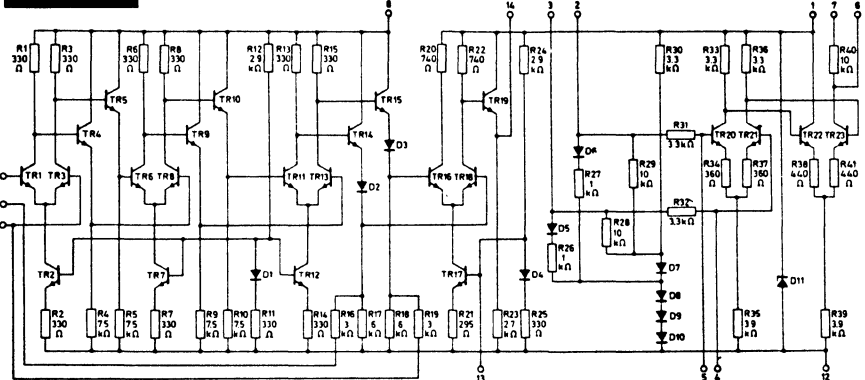 8 14 3 2 1 7 6
R1 330 Ω
R3 330 Ω
R6 330 Ω
R8 330 Ω
R12 2.9 kΩ
R13 330 Ω
R15 330 Ω
R20 740 Ω
R22 740 Ω
R24 2.9 kΩ
R30 3.3 kΩ
R33 3.3 kΩ
R36 3.3 kΩ
R40 10 kΩ
TR5 TR10 TR15 TR19
TR4 TR9 TR14 R31 3.3kΩ TR20 TR21 TR22 TR23
D3 D6
R29 10 kΩ
R34 360 Ω
R37 360 Ω
R38 440 Ω
R41 440 Ω
TR1 TR3 TR6 TR8 TR11 TR13 D2 TR16 TR18
R27 1 kΩ
R32 3.3kΩ
D5
R28 10 kΩ
R26 1 kΩ
TR2 TR7 D1 TR12 TR17 D4 D7 D11
D8
D9
D10
R2 330 Ω
R4 7.5 kΩ
R5 7.5 kΩ
R7 330 Ω
R9 7.5 kΩ
R10 7.5 kΩ
R11 330 Ω
R14 330 Ω
R16 3 kΩ
R17 6 kΩ
R18 6 kΩ
R19 3 kΩ
R21 295 Ω
R23 2.7 kΩ
R25 330 Ω
R35 3.9 kΩ
R39 3.9 kΩ
13 5 4 12